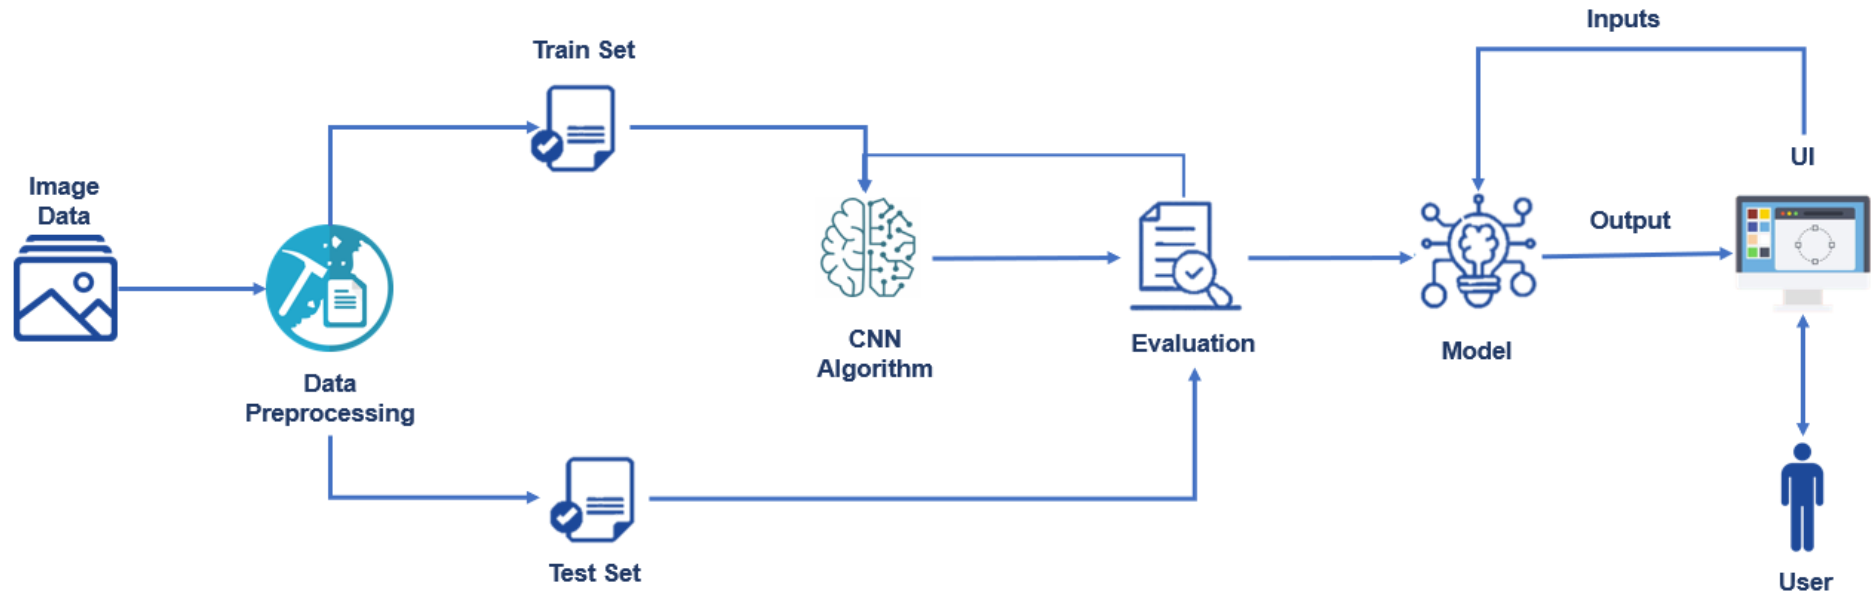 Image
Data
Data
Preprocessing
Train Set
Test Set
CNN
Algorithm
Evaluation
Model
Inputs
Output
UI
User